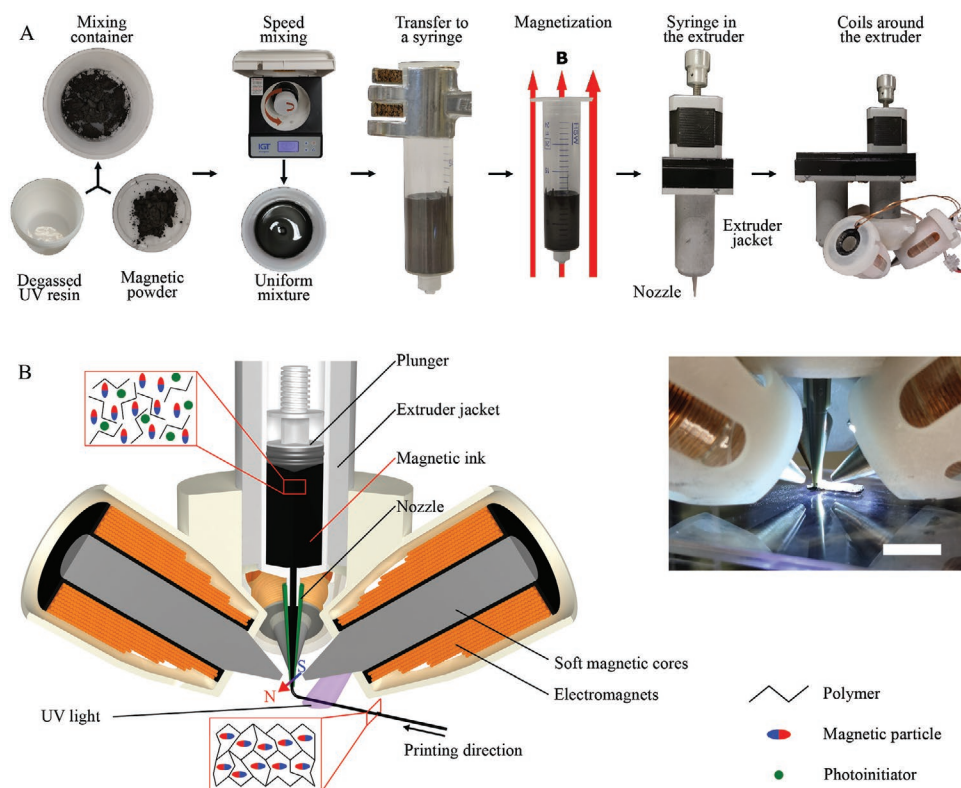 A
Mixing
container
Speed
mixing
Transfer to
a syringe
Magnetization
Syringe in
the extruder
Coils around
the extruder
B
IGT
Degassed
UV resin
Magnetic
powder
Uniform
mixture
Extruder
jacket
Nozzle
B
Plunger
Extruder jacket
Magnetic ink
Nozzle
Soft magnetic cores
Electromagnets
S
N
UV light
Printing direction
Polymer
Magnetic particle
Photoinitiator